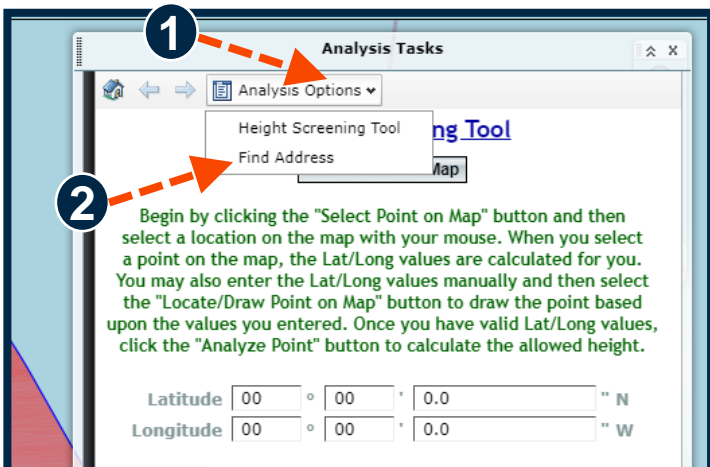 1
Analysis Tasks
X
Analysis Options
Height Screening Tool
ng Tool
Find Address
Map
2
Begin by clicking the "Select Point on Map" button and then
select a location on the map with your mouse. When you select
a point on the map, the Lat/Long values are calculated for you.
You may also enter the Lat/Long values manually and then select
the "Locate/Draw Point on Map" button to draw the point based
upon the values you entered. Once you have valid Lat/Long values,
click the "Analyze Point" button to calculate the allowed height.
Latitude 00 ° 00 ' 0.0 " N
Longitude 00 ° 00 ' 0.0 " W